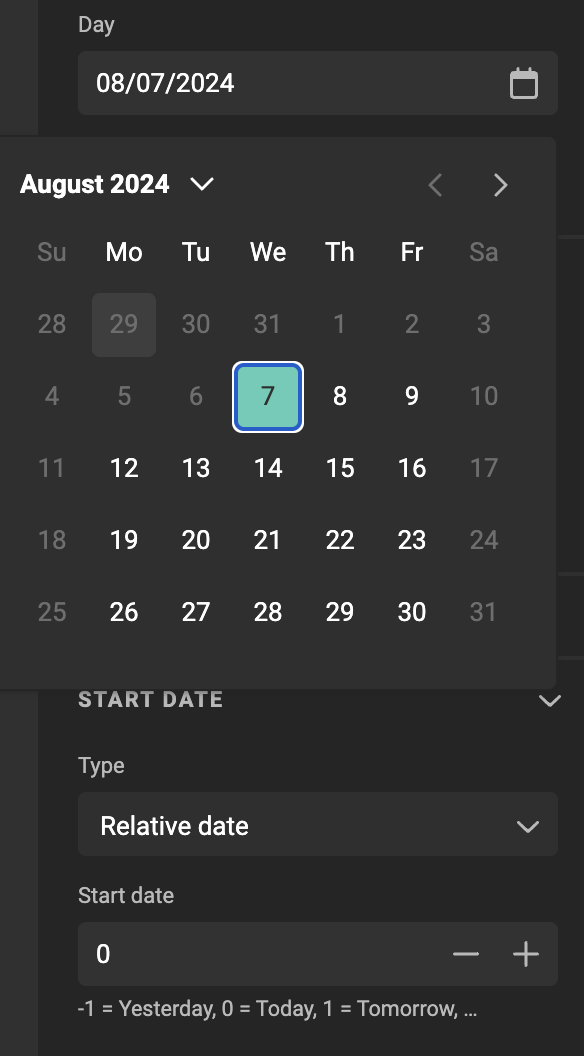 Day
08/07/2024
August 2024
Su Mo Tu We Th Fr Sa
28 29 30 31 1 2 3
4 5 6 7 8 9 10
11 12 13 14 15 16 17
18 19 20 21 22 23 24
25 26 27 28 29 30 31
START DATE
Type
Relative date
Start date
0
-1 = Yesterday, 0 = Today, 1 = Tomorrow, ...